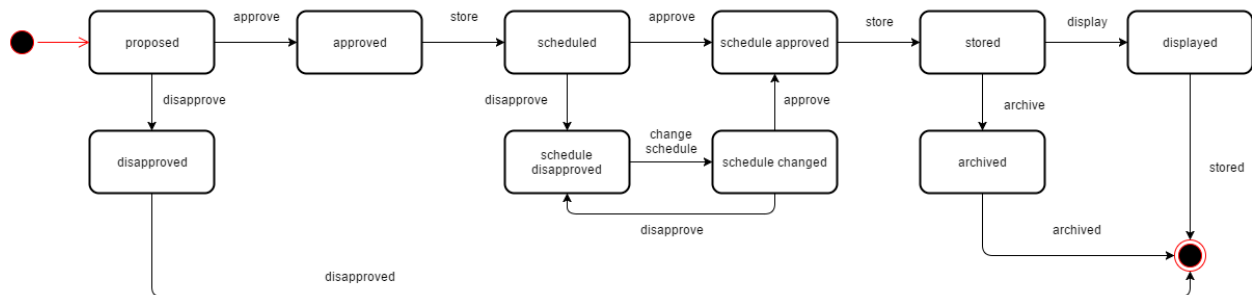 approve
store
approve
store
display
proposed
approved
scheduled
schedule approved
stored
displayed
disapprove
disapprove
approve
archive
change
schedule
disapproved
schedule
disapproved
schedule changed
archived
stored
disapprove
archived
disapproved